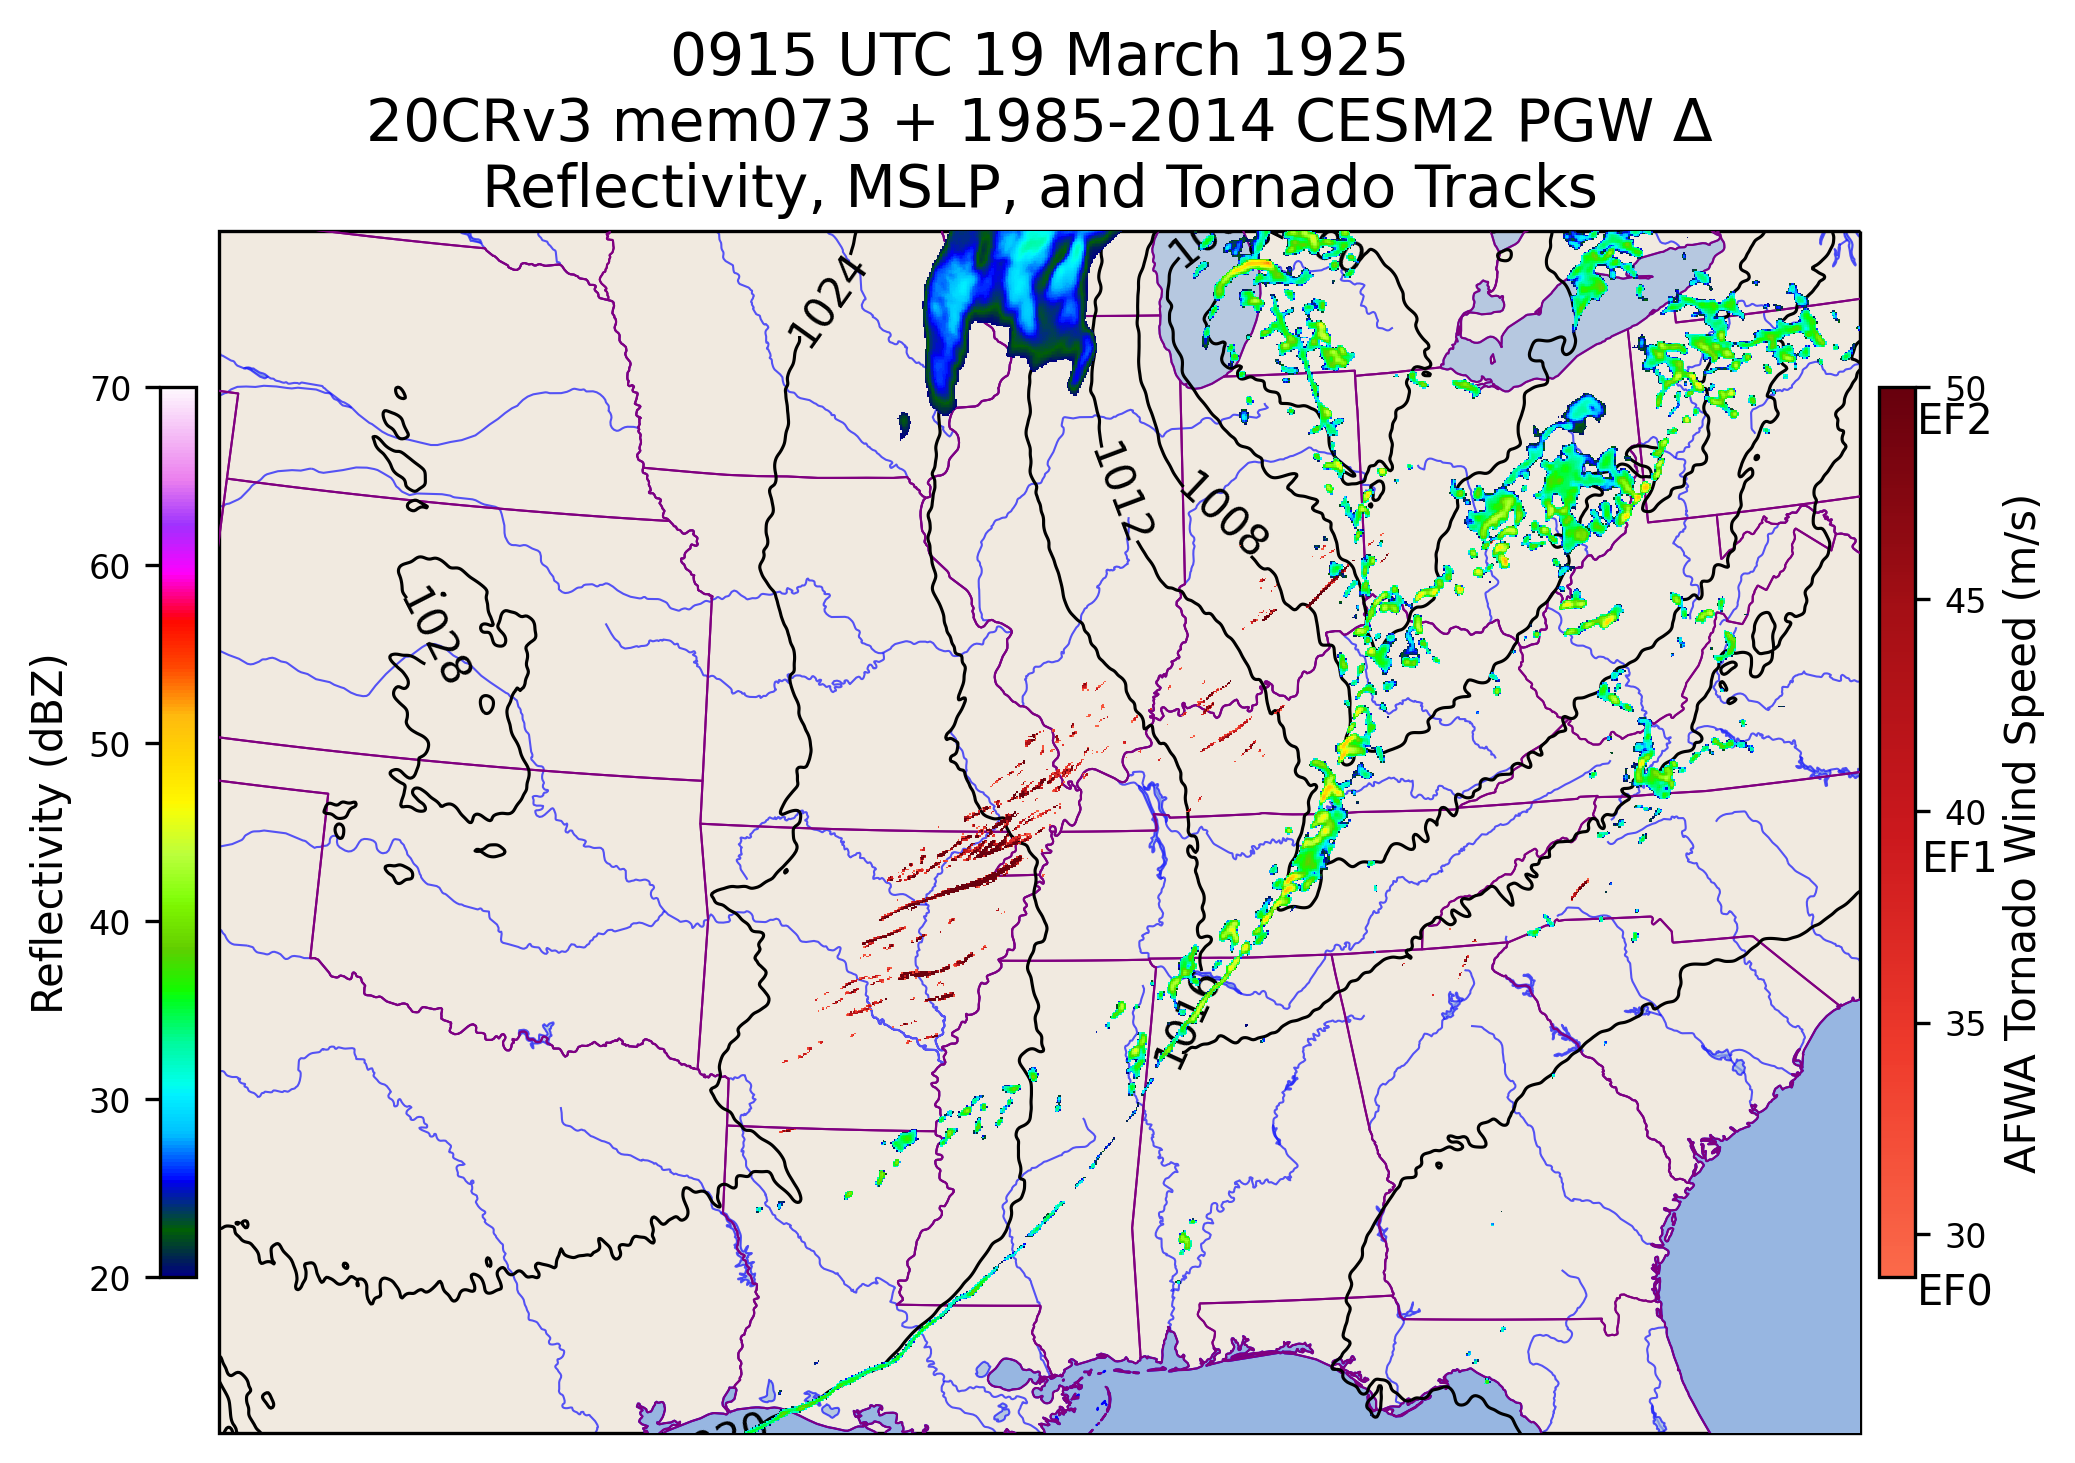 0915 UTC 19 March 1925
20CRv3 mem073 + 1985-2014 CESM2 PGW Δ
Reflectivity, MSLP, and Tornado Tracks
Reflectivity (dBZ)
70
60
50
40
30
20
1024
1012
1008
1028
1016
50
EF2
45
40
EF1
35
30
EF0
AFWA Tornado Wind Speed (m/s)